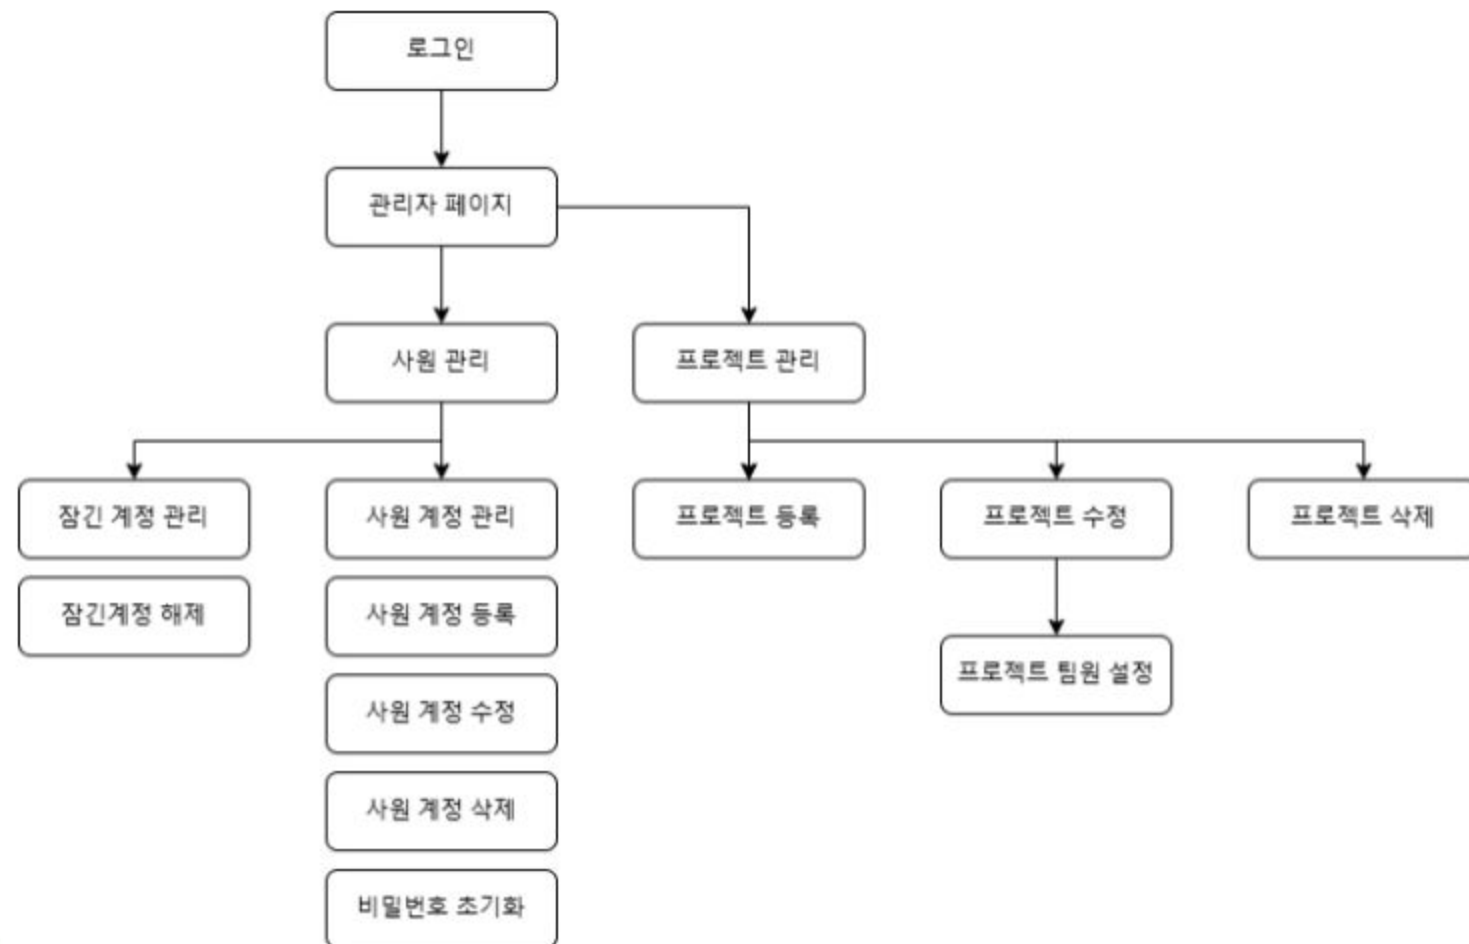 로그인
관리자 페이지
사원 관리
프로젝트 관리
잠긴 계정 관리
사원 계정 관리
프로젝트 등록
프로젝트 수정
프로젝트 삭제
잠긴계정 해제
사원 계정 등록
프로젝트 팀원 설정
사원 계정 수정
사원 계정 삭제
비밀번호 초기화